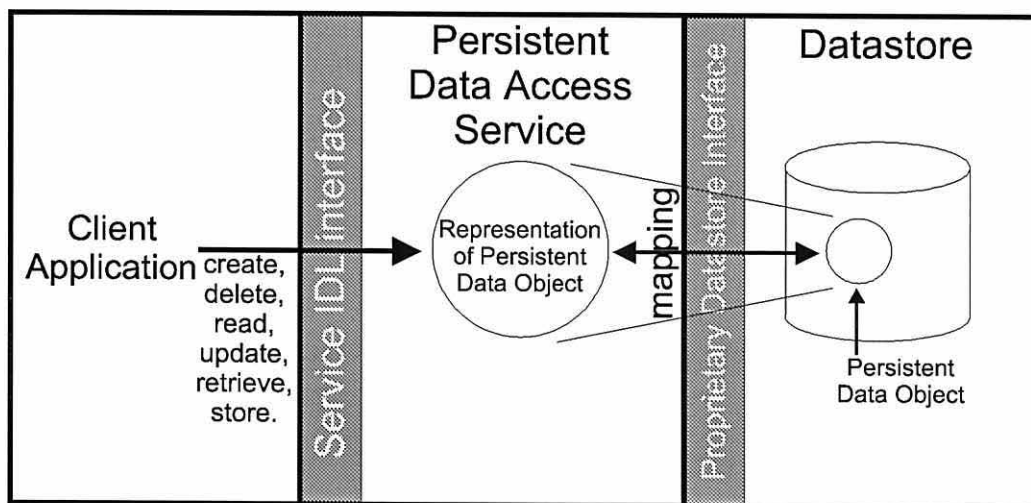 Client
Application
create,
delete,
read,
update,
retrieve,
store.
Service IDL Interface
Persistent
Data Access
Service
Representation
of Persistent
Data Object
mapping
Proprietary Datastore Interface
Datastore
Persistent
Data Object